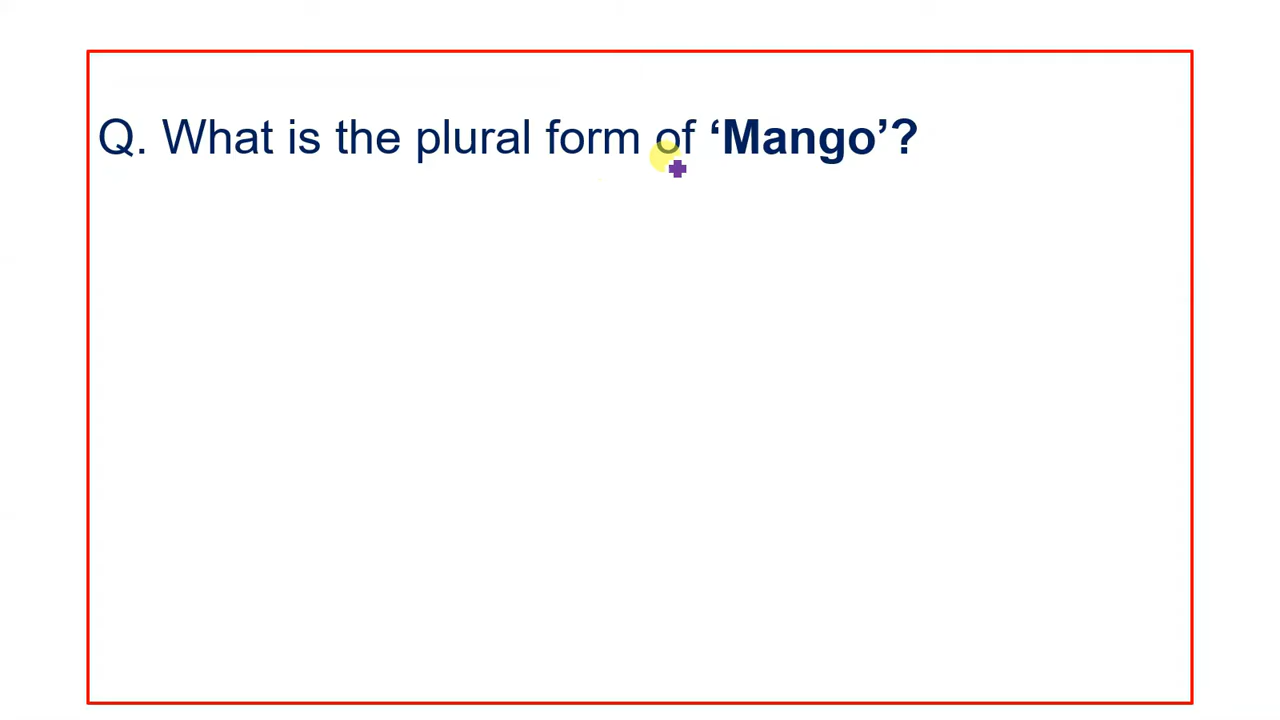 Q. What is the plural form of ‘Mango’?